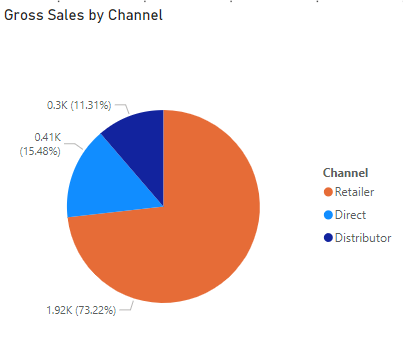 Gross Sales by Channel
0.3K (11.31%)
0.41K
(15.48%)
Channel
Retailer
Direct
Distributor
1.92K (73.22%)